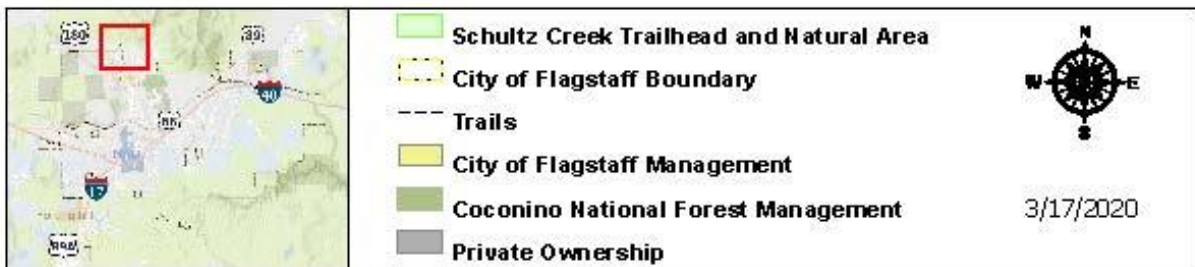 180
89
40
66
17
89A
Schultz Creek Trailhead and Natural Area
City of Flagstaff Boundary
Trails
City of Flagstaff Management
Coconino National Forest Management
Private Ownership
N
W E
S
3/17/2020